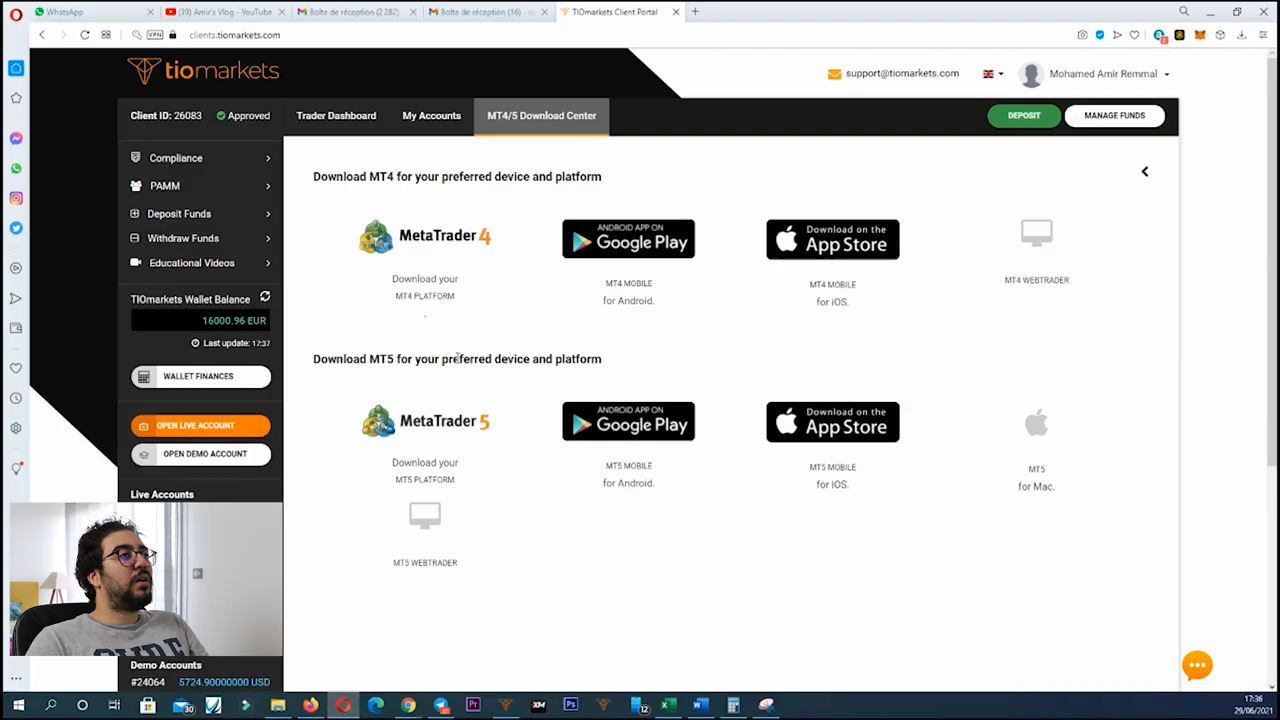 WhatsApp
(39) Amir's Vlog - YouTube
Boîte de réception (2 282)
Boîte de réception (16)
TIOmarkets Client Portal
VPN
clients.tiomarkets.com
2
tiomarkets
support@tiomarkets.com
Mohamed Amir Remmal
Client ID: 26083
Approved
Trader Dashboard
My Accounts
MT4/5 Download Center
DEPOSIT
MANAGE FUNDS
Compliance
PAMM
Deposit Funds
Withdraw Funds
Educational Videos
TIOmarkets Wallet Balance
16000.96 EUR
Last update: 17:37
WALLET FINANCES
OPEN LIVE ACCOUNT
OPEN DEMO ACCOUNT
Live Accounts
Demo Accounts
#24064
5724.90000000 USD
Download MT4 for your preferred device and platform
MetaTrader 4
Download your
MT4 PLATFORM
.
ANDROID APP ON
Google Play
MT4 MOBILE
for Android.
Download on the
App Store
MT4 MOBILE
for iOS.
MT4 WEBTRADER
Download MT5 for your preferred device and platform
MetaTrader 5
Download your
MT5 PLATFORM
ANDROID APP ON
Google Play
MT5 MOBILE
for Android.
Download on the
App Store
MT5 MOBILE
for iOS.
MT5
for Mac.
MT5 WEBTRADER
30
Pr
XM
Ps
12
17:36
29/06/2021